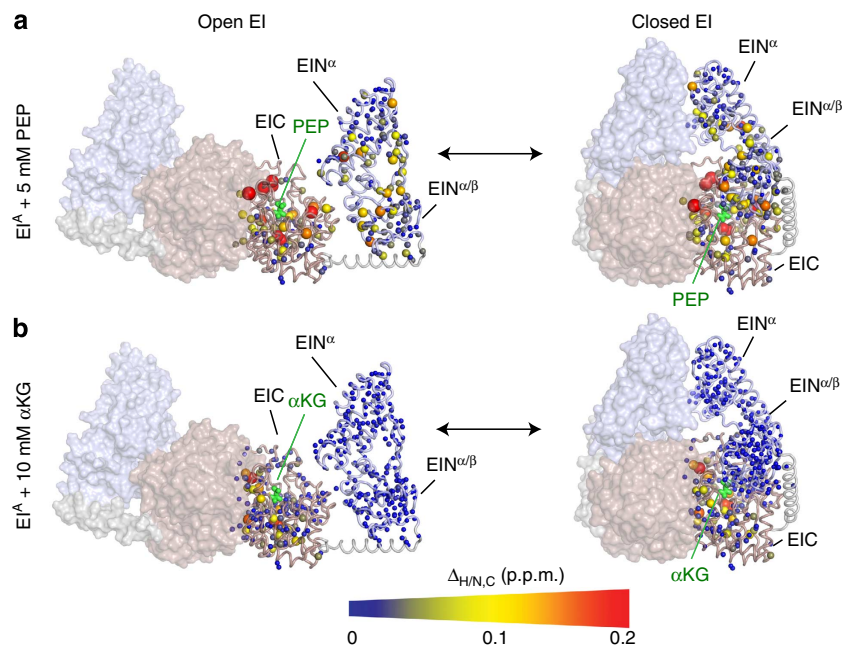 a
Open EI
Closed EI
EI^A + 5 mM PEP
EIN^α
EIC
PEP
EIN^α/β
EIN^α
EIN^α/β
PEP
EIC
b
EI^A + 10 mM αKG
EIN^α
EIC
αKG
EIN^α/β
EIN^α
EIN^α/β
αKG
EIC
Δ_H/N,C (p.p.m.)
0
0.1
0.2